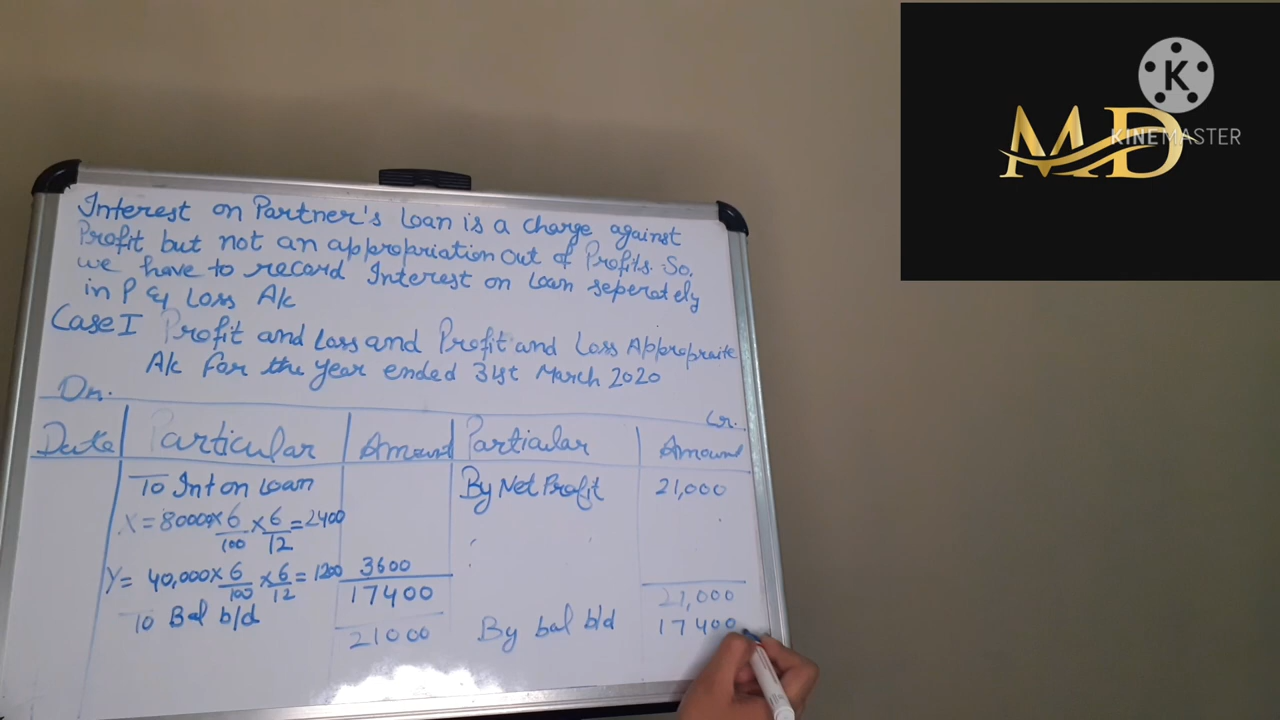 MD
K
KINEMASTER
Interest on Partner's Loan is a charge against
Profit but not an appropriation out of Profits. So,
we have to record Interest on Loan seperately
in P & Loss A/c
Case I Profit and Loss and Profit and Loss Appropraite
A/c For the Year ended 31st March 2020
Dr.
Cr.
Date Particular Amount Particular Amount
To Int on Loan By Net Profit 21,000
X = 80000 × 6/100 × 6/12 = 2400
Y = 40,000 × 6/100 × 6/12 = 1200 3600
17400 21,000
To Bal b/d
21000 By bal b/d 17400